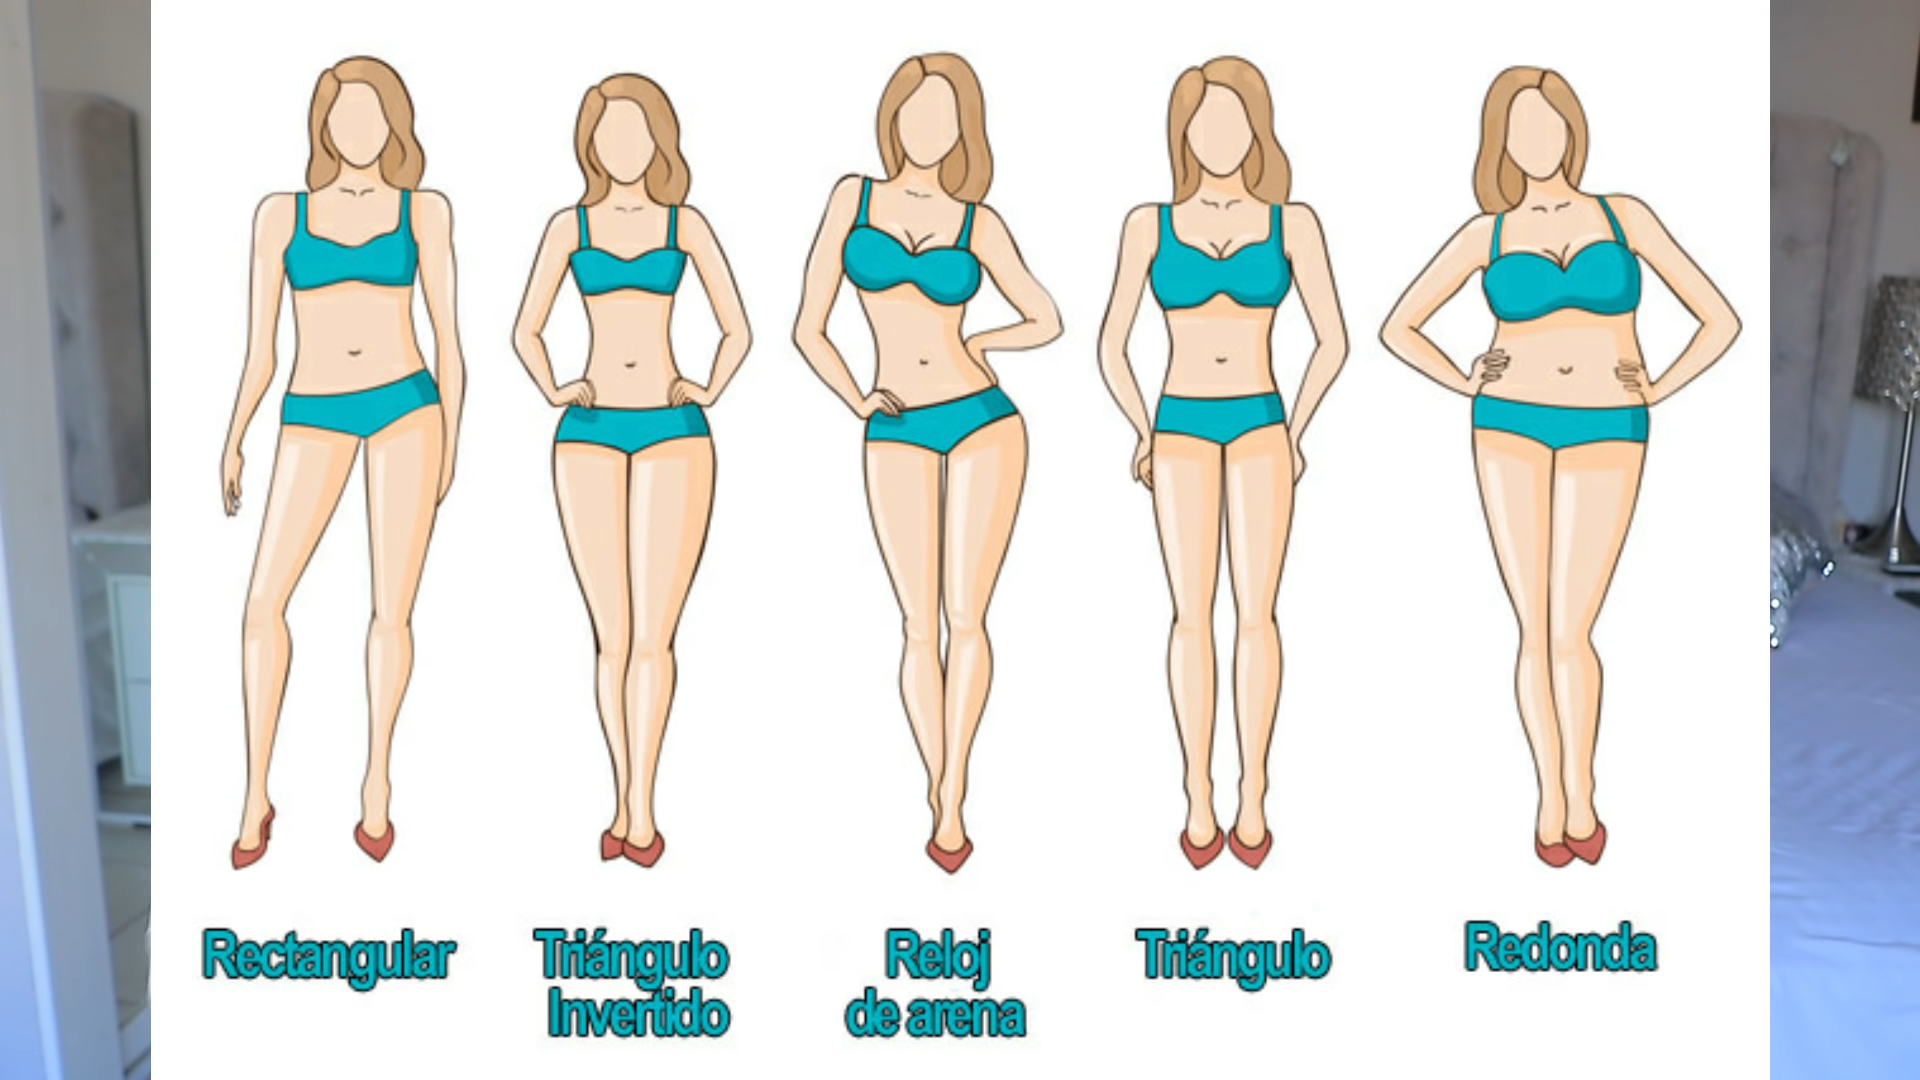 Rectangular
Triángulo
Invertido
Reloj
de arena
Triángulo
Redonda